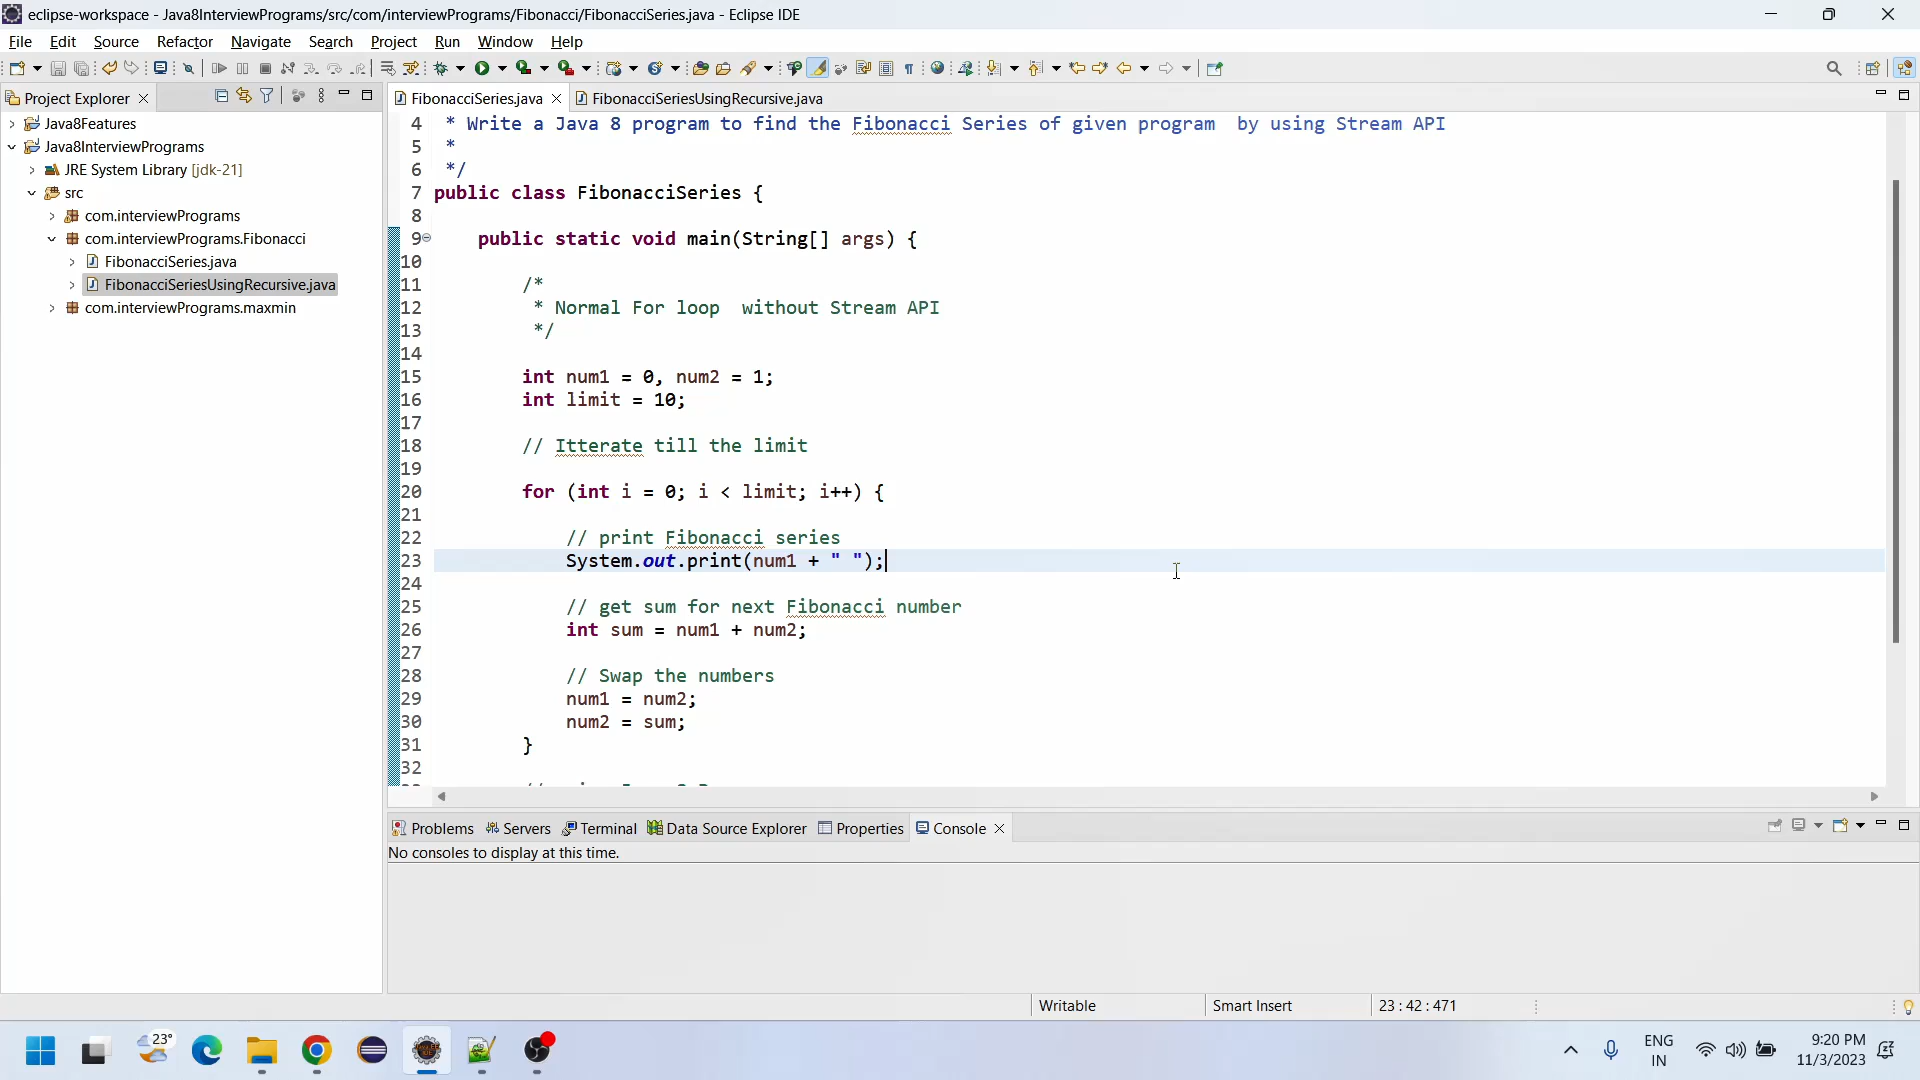 eclipse-workspace - Java8InterviewPrograms/src/com/interviewPrograms/Fibonacci/FibonacciSeries.java - Eclipse IDE
File Edit Source Refactor Navigate Search Project Run Window Help
Project Explorer
FibonacciSeries.java FibonacciSeriesUsingRecursive.java
Java8Features
Java8InterviewPrograms
JRE System Library [jdk-21]
src
com.interviewPrograms
com.interviewPrograms.Fibonacci
FibonacciSeries.java
FibonacciSeriesUsingRecursive.java
com.interviewPrograms.maxmin
4 * Write a Java 8 program to find the Fibonacci Series of given program  by using Stream API
5 *
6 */
7 public class FibonacciSeries {
8
9 public static void main(String[] args) {
10
11 /*
12 * Normal For loop  without Stream API
13 */
14
15 int num1 = 0, num2 = 1;
16 int limit = 10;
17
18 // Itterate till the limit
19
20 for (int i = 0; i < limit; i++) {
21
22 // print Fibonacci series
23 System.out.print(num1 + " ");
24
25 // get sum for next Fibonacci number
26 int sum = num1 + num2;
27
28 // Swap the numbers
29 num1 = num2;
30 num2 = sum;
31 }
32
Problems Servers Terminal Data Source Explorer Properties Console
No consoles to display at this time.
Writable Smart Insert 23 : 42 : 471
23°
ENG
IN
9:20 PM
11/3/2023